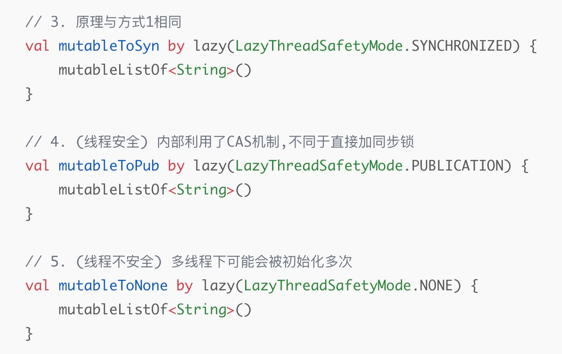 // 3. 原理与方式1相同
val mutableToSyn by lazy(LazyThreadSafetyMode.SYNCHRONIZED) {
    mutableListOf<String>()
}
// 4. (线程安全) 内部利用了CAS机制,不同于直接加同步锁
val mutableToPub by lazy(LazyThreadSafetyMode.PUBLICATION) {
    mutableListOf<String>()
}
// 5. (线程不安全) 多线程下可能会被初始化多次
val mutableToNone by lazy(LazyThreadSafetyMode.NONE) {
    mutableListOf<String>()
}